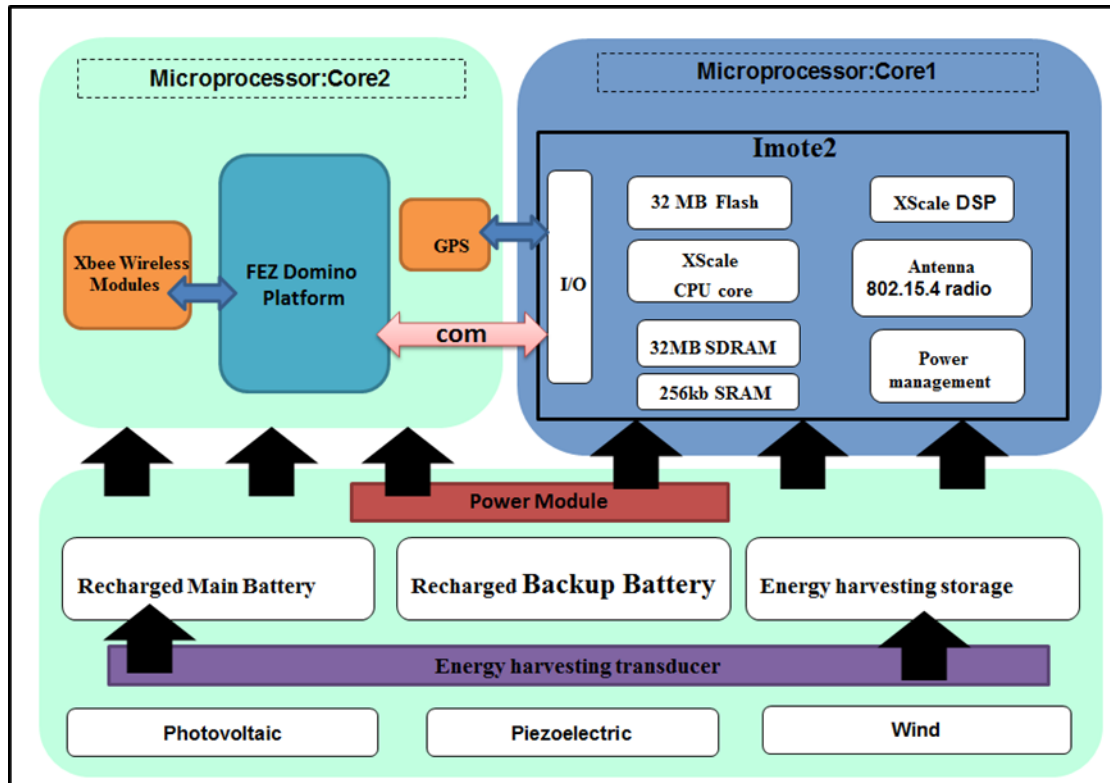 Microprocessor:Core2
Microprocessor:Core1
Imote2
Xbee Wireless
Modules
FEZ Domino
Platform
GPS
com
I/O
32 MB Flash
XScale
CPU core
32MB SDRAM
256kb SRAM
XScale DSP
Antenna
802.15.4 radio
Power
management
Power Module
Recharged Main Battery
Recharged Backup Battery
Energy harvesting storage
Energy harvesting transducer
Photovoltaic
Piezoelectric
Wind